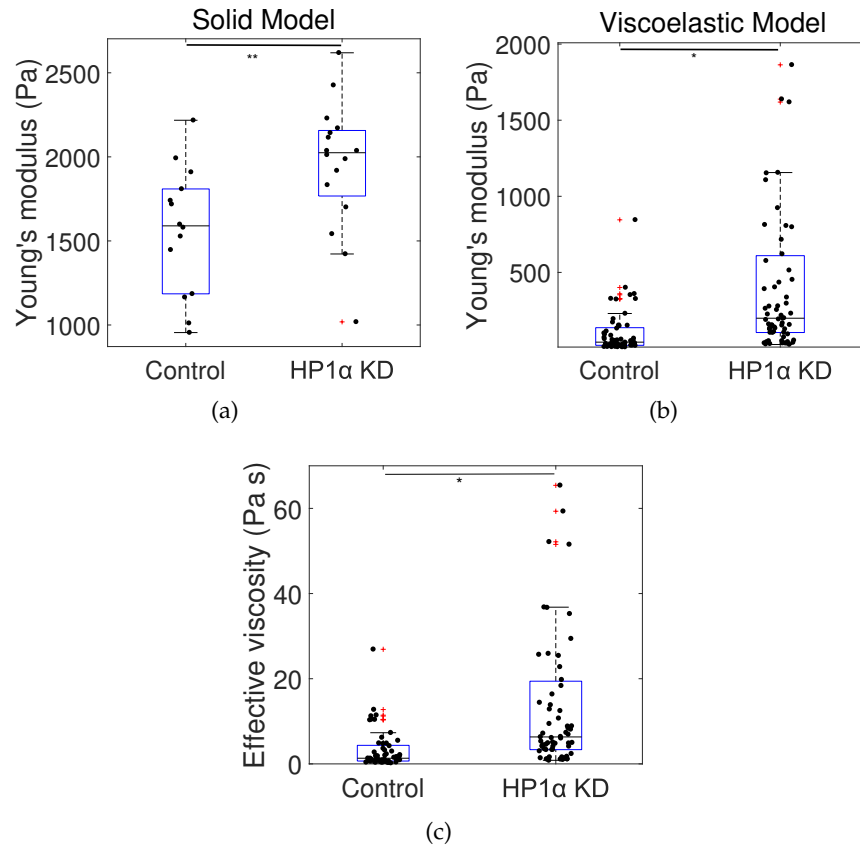 Solid Model
Young's modulus (Pa)
2500
2000
1500
1000
**
Control
HP1α KD
(a)
Viscoelastic Model
Young's modulus (Pa)
2000
1500
1000
500
*
Control
HP1α KD
(b)
Effective viscosity (Pa s)
60
40
20
0
*
Control
HP1α KD
(c)